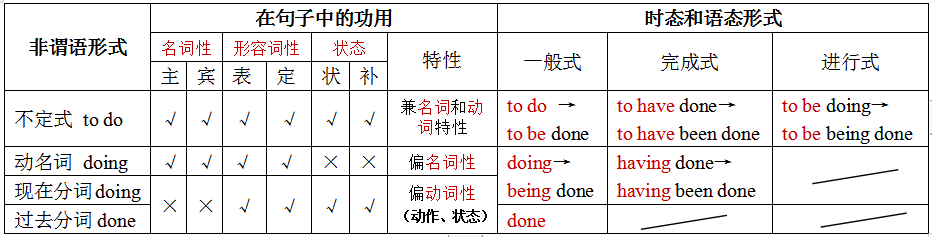 非谓语形式 在句子中的功用 时态和语态形式
名词性 形容词性 状态 特性 一般式 完成式 进行式
主 宾 表 定 状 补
不定式 to do √ √ √ √ √ √ 兼名词和动 to do → to have done→ to be doing→
词特性 to be done to have been done to be being done
动名词 doing √ √ √ √ × × 偏名词性 doing→ having done→
现在分词doing × × √ √ √ √ 偏动词性 being done having been done
过去分词 done (动作、状态) done